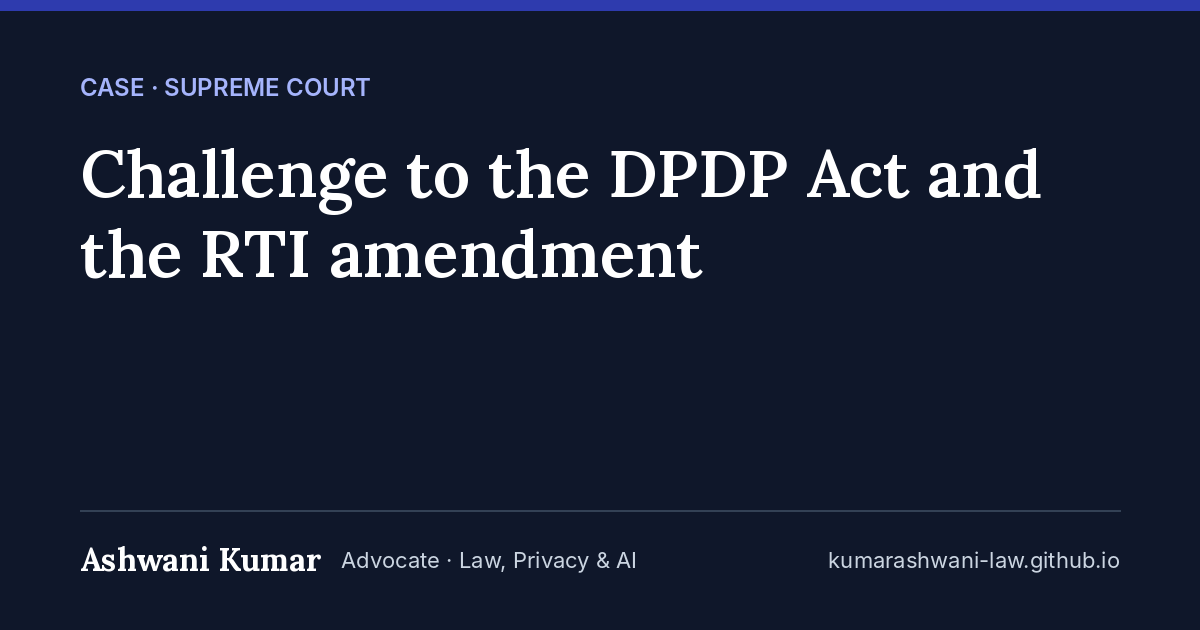 CASE · SUPREME COURT
Challenge to the DPDP Act and
the RTI amendment
Ashwani Kumar Advocate · Law, Privacy & AI kumarashwani-law.github.io